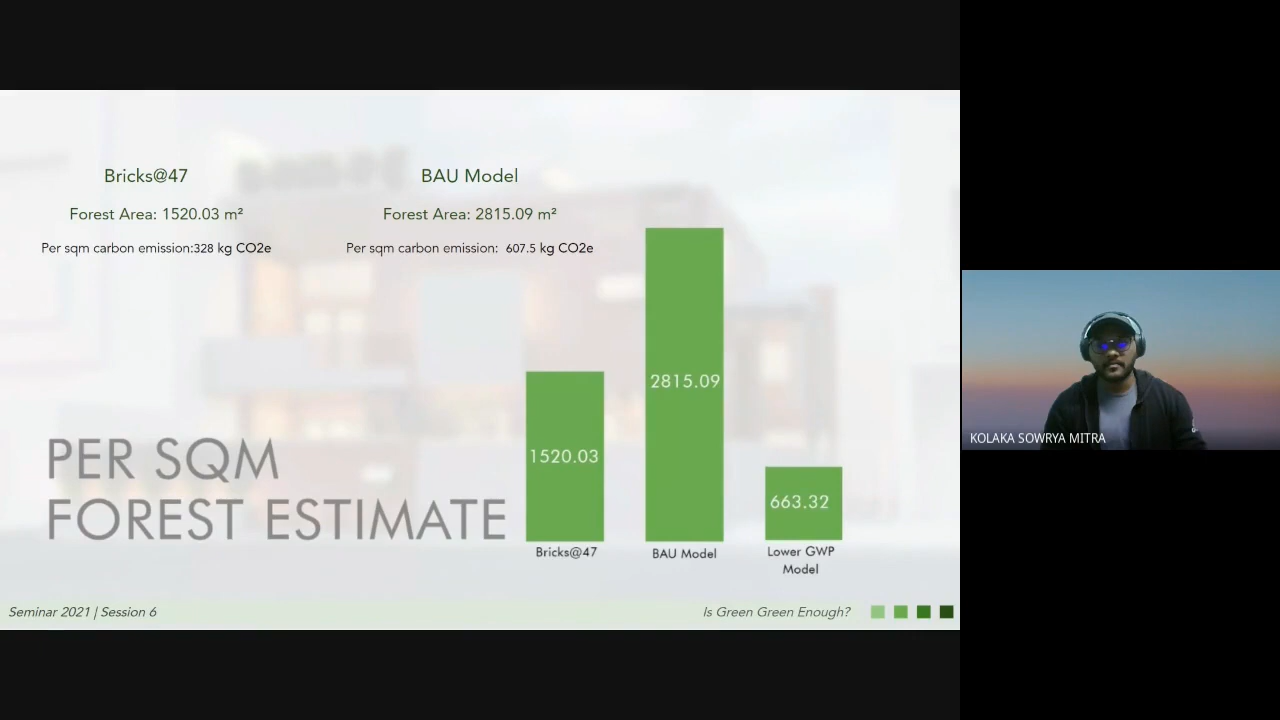 Bricks@47
Forest Area: 1520.03 m²
Per sqm carbon emission:328 kg CO2e
BAU Model
Forest Area: 2815.09 m²
Per sqm carbon emission: 607.5 kg CO2e
PER SQM
FOREST ESTIMATE
1520.03
2815.09
663.32
Bricks@47
BAU Model
Lower GWP
Model
Seminar 2021 | Session 6
Is Green Green Enough?
KOLAKA SOWRYA MITRA